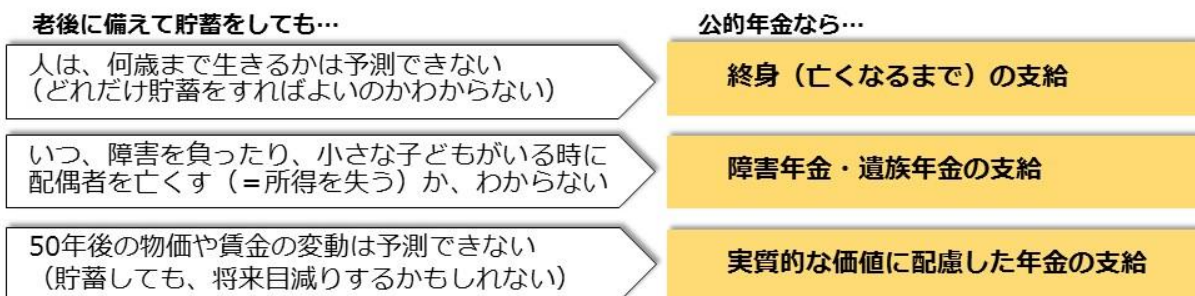 老後に備えて貯蓄をしても…
人は、何歳まで生きるかは予測できない
（どれだけ貯蓄をすればよいのかわからない）
いつ、障害を負ったり、小さな子どもがいる時に
配偶者を亡くす（＝所得を失う）か、わからない
50年後の物価や賃金の変動は予測できない
（貯蓄しても、将来目減りするかもしれない）
公的年金なら…
終身（亡くなるまで）の支給
障害年金・遺族年金の支給
実質的な価値に配慮した年金の支給